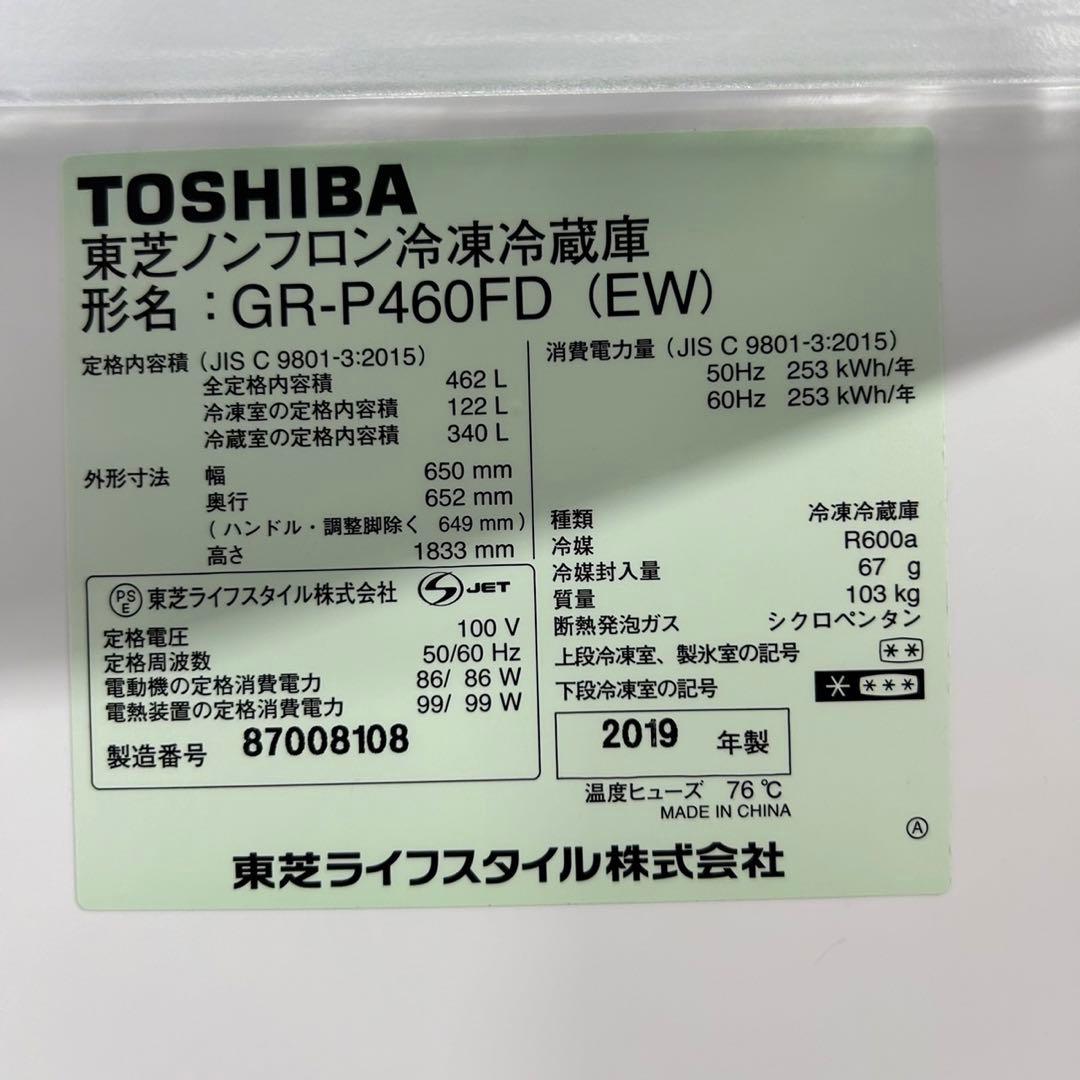 TOSHIBA
東芝ノンフロン冷凍冷蔵庫
形名：GR-P460FD（EW）
定格内容積（JIS C 9801-3:2015）
全定格内容積 462 L
冷凍室の定格内容積 122 L
冷蔵室の定格内容積 340 L
外形寸法 幅 650 mm
奥行 652 mm
（ハンドル・調整脚除く 649 mm）
高さ 1833 mm
PSE 東芝ライフスタイル株式会社 S JET
定格電圧 100 V
定格周波数 50/60 Hz
電動機の定格消費電力 86/ 86 W
電熱装置の定格消費電力 99/ 99 W
製造番号 87008108
消費電力量（JIS C 9801-3:2015）
50Hz 253 kWh/年
60Hz 253 kWh/年
種類 冷凍冷蔵庫
冷媒 R600a
冷媒封入量 67 g
質量 103 kg
断熱発泡ガス シクロペンタン
上段冷凍室、製氷室の記号 **
下段冷凍室の記号 * ***
2019 年製
温度ヒューズ 76 ℃
MADE IN CHINA
Ⓐ
東芝ライフスタイル株式会社